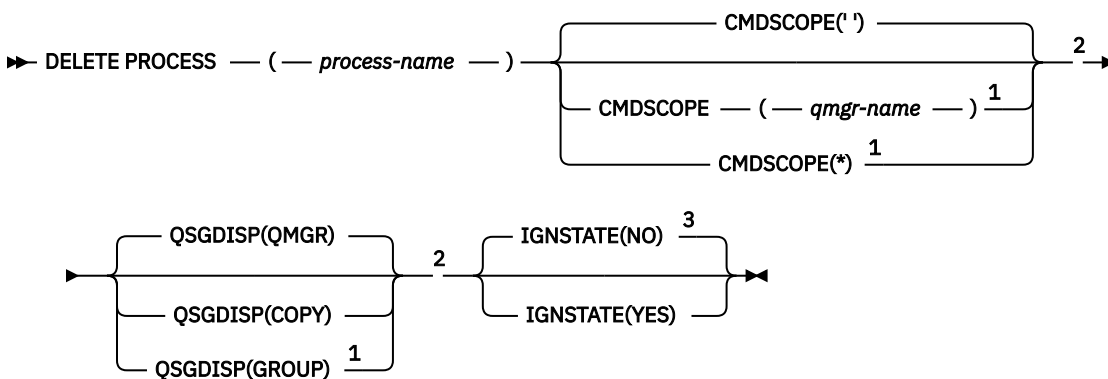 CMDSCOPE(' ')
DELETE PROCESS ( process-name ) 2
CMDSCOPE ( qmgr-name ) 1
CMDSCOPE(*) 1
QSGDISP(QMGR) IGNSTATE(NO) 3
2
QSGDISP(COPY) IGNSTATE(YES)
QSGDISP(GROUP) 1